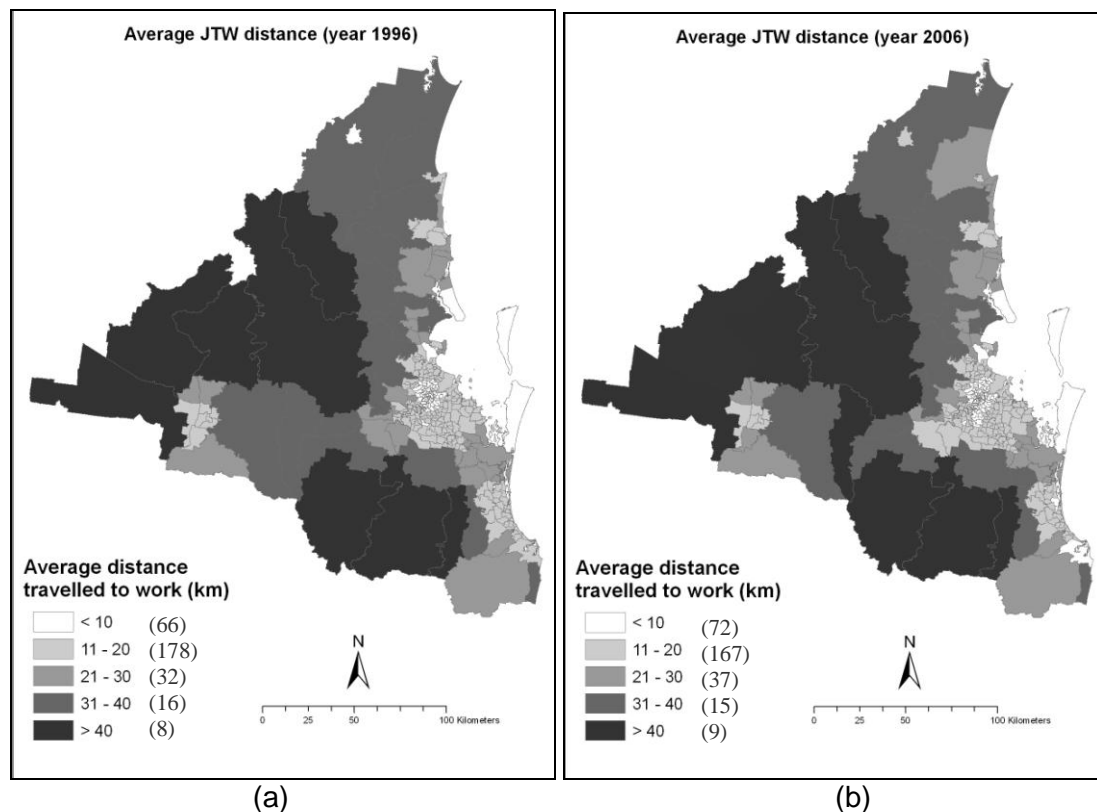 Average JTW distance (year 1996)
Average distance
travelled to work (km)
< 10 (66)
11 - 20 (178)
21 - 30 (32)
31 - 40 (16)
> 40 (8)
N
0 50 100 Kilometers
(a)
Average JTW distance (year 2006)
Average distance
travelled to work (km)
< 10 (72)
11 - 20 (167)
21 - 30 (37)
31 - 40 (15)
> 40 (9)
N
0 25 50 100 Kilometers
(b)